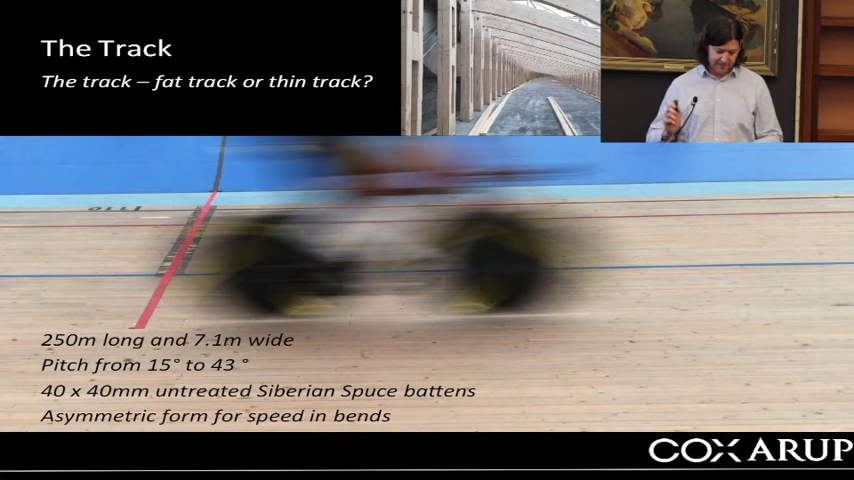 The Track
The track – fat track or thin track?
250m long and 7.1m wide
Pitch from 15° to 43 °
40 x 40mm untreated Siberian Spuce battens
Asymmetric form for speed in bends
COX ARUP